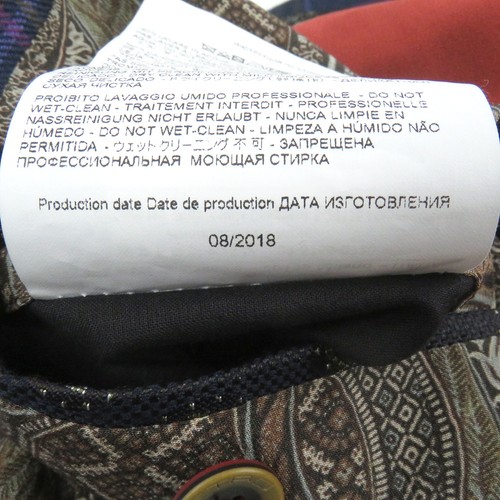 СУХАЯ ЧИСТКА
PROIBITO LAVAGGIO UMIDO PROFESSIONALE - DO NOT
WET-CLEAN - TRAITEMENT INTERDIT - PROFESSIONELLE
NASSREINIGUNG NICHT ERLAUBT - NUNCA LIMPIE EN
HÚMEDO - DO NOT WET-CLEAN - LIMPEZA A HÚMIDO NÃO
PERMITIDA - ウェットクリーニング 不 可 - ЗАПРЕЩЕНА
ПРОФЕССИОНАЛЬНАЯ МОЮЩАЯ СТИРКА
Production date Date de production ДАТА ИЗГОТОВЛЕНИЯ
08/2018